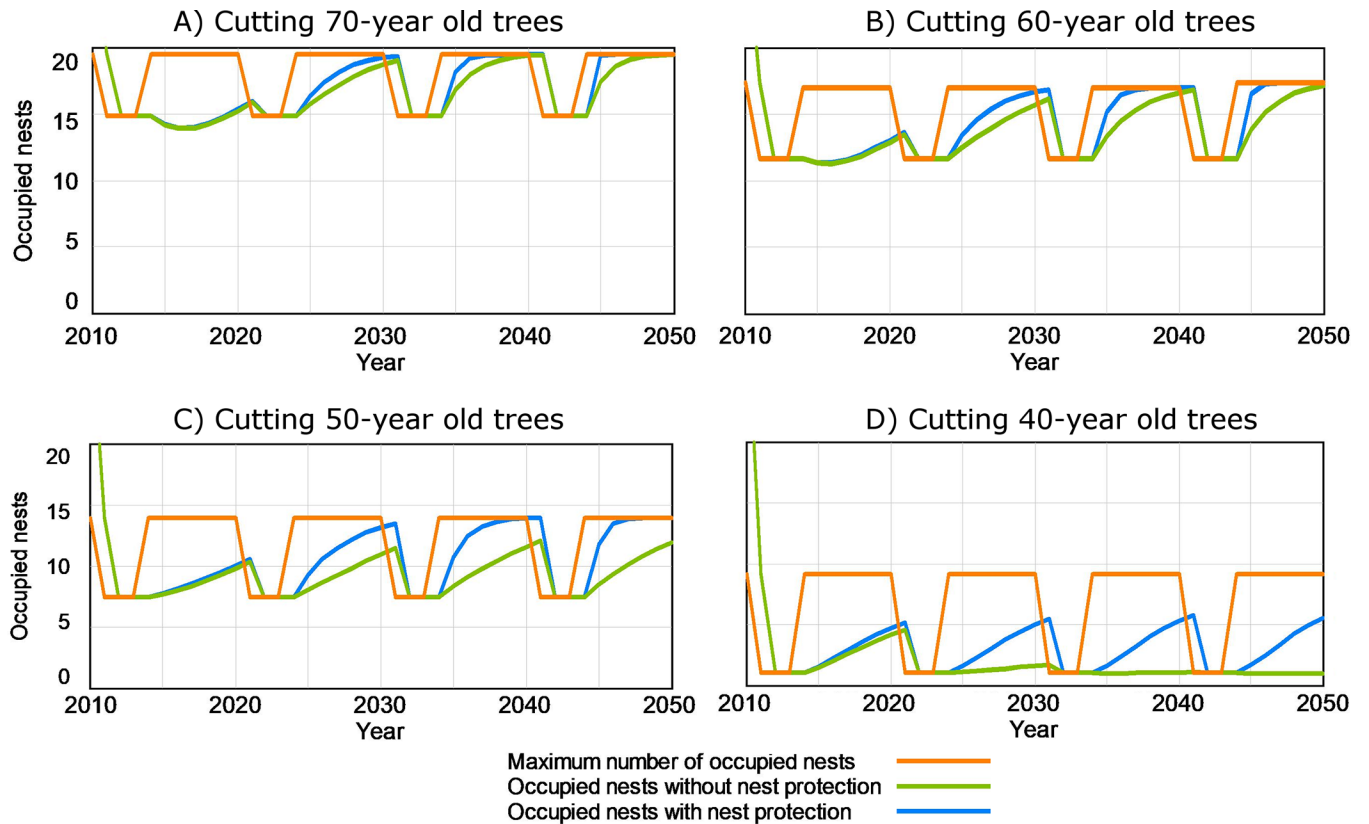 A) Cutting 70-year old trees
20
15
10
5
0
Occupied nests
2010 2020 2030 2040 2050
Year
B) Cutting 60-year old trees
2010 2020 2030 2040 2050
Year
C) Cutting 50-year old trees
20
15
10
5
0
Occupied nests
2010 2020 2030 2040 2050
Year
D) Cutting 40-year old trees
2010 2020 2030 2040 2050
Year
Maximum number of occupied nests
Occupied nests without nest protection
Occupied nests with nest protection